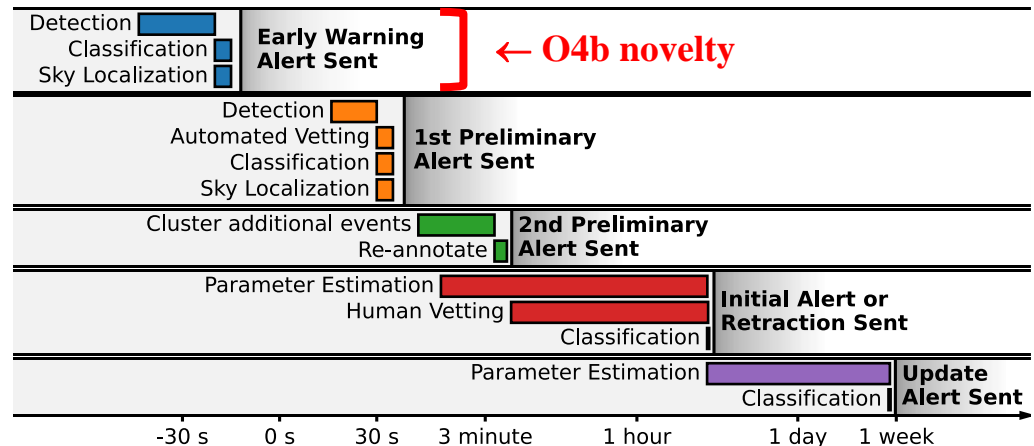 Detection
Classification
Sky Localization
Early Warning
Alert Sent
← O4b novelty
Detection
Automated Vetting
Classification
Sky Localization
1st Preliminary
Alert Sent
Cluster additional events
Re-annotate
2nd Preliminary
Alert Sent
Parameter Estimation
Human Vetting
Classification
Initial Alert or
Retraction Sent
Parameter Estimation
Classification
Update
Alert Sent
-30 s 0 s 30 s 3 minute 1 hour 1 day 1 week